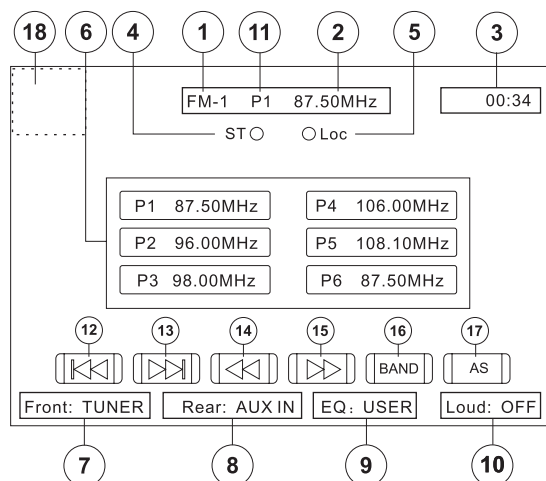 18 6 4 1 11 2 5 3
FM-1 P1 87.50MHz 00:34
ST Loc
P1 87.50MHz P4 106.00MHz
P2 96.00MHz P5 108.10MHz
P3 98.00MHz P6 87.50MHz
12 13 14 15 16 17
BAND AS
Front: TUNER Rear: AUX IN EQ: USER Loud: OFF
7 8 9 10